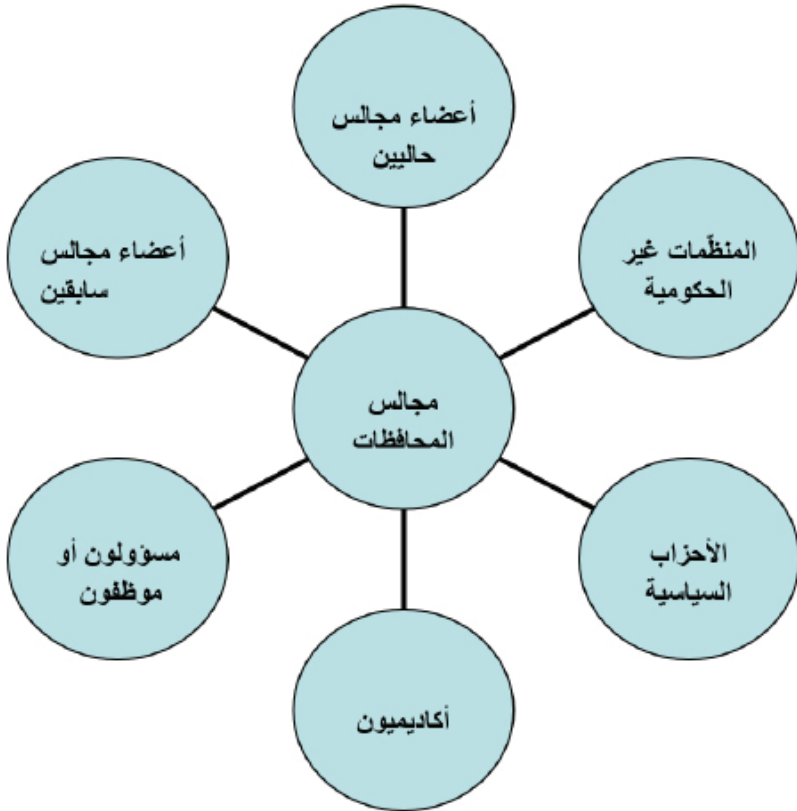 أعضاء مجالس
حاليين
المنظّمات غير
الحكومية
أعضاء مجالس
سابقين
مجالس
المحافظات
الأحزاب
السياسية
مسؤولون أو
موظفون
أكاديميون